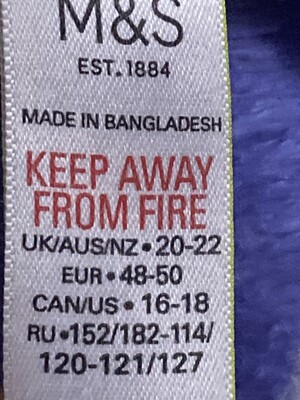 M&S
EST.1884
MADE IN BANGLADESH
KEEP AWAY
FROM FIRE
UK/AUS/NZ • 20-22
EUR • 48-50
CAN/US • 16-18
RU •152/182-114/
120-121/127